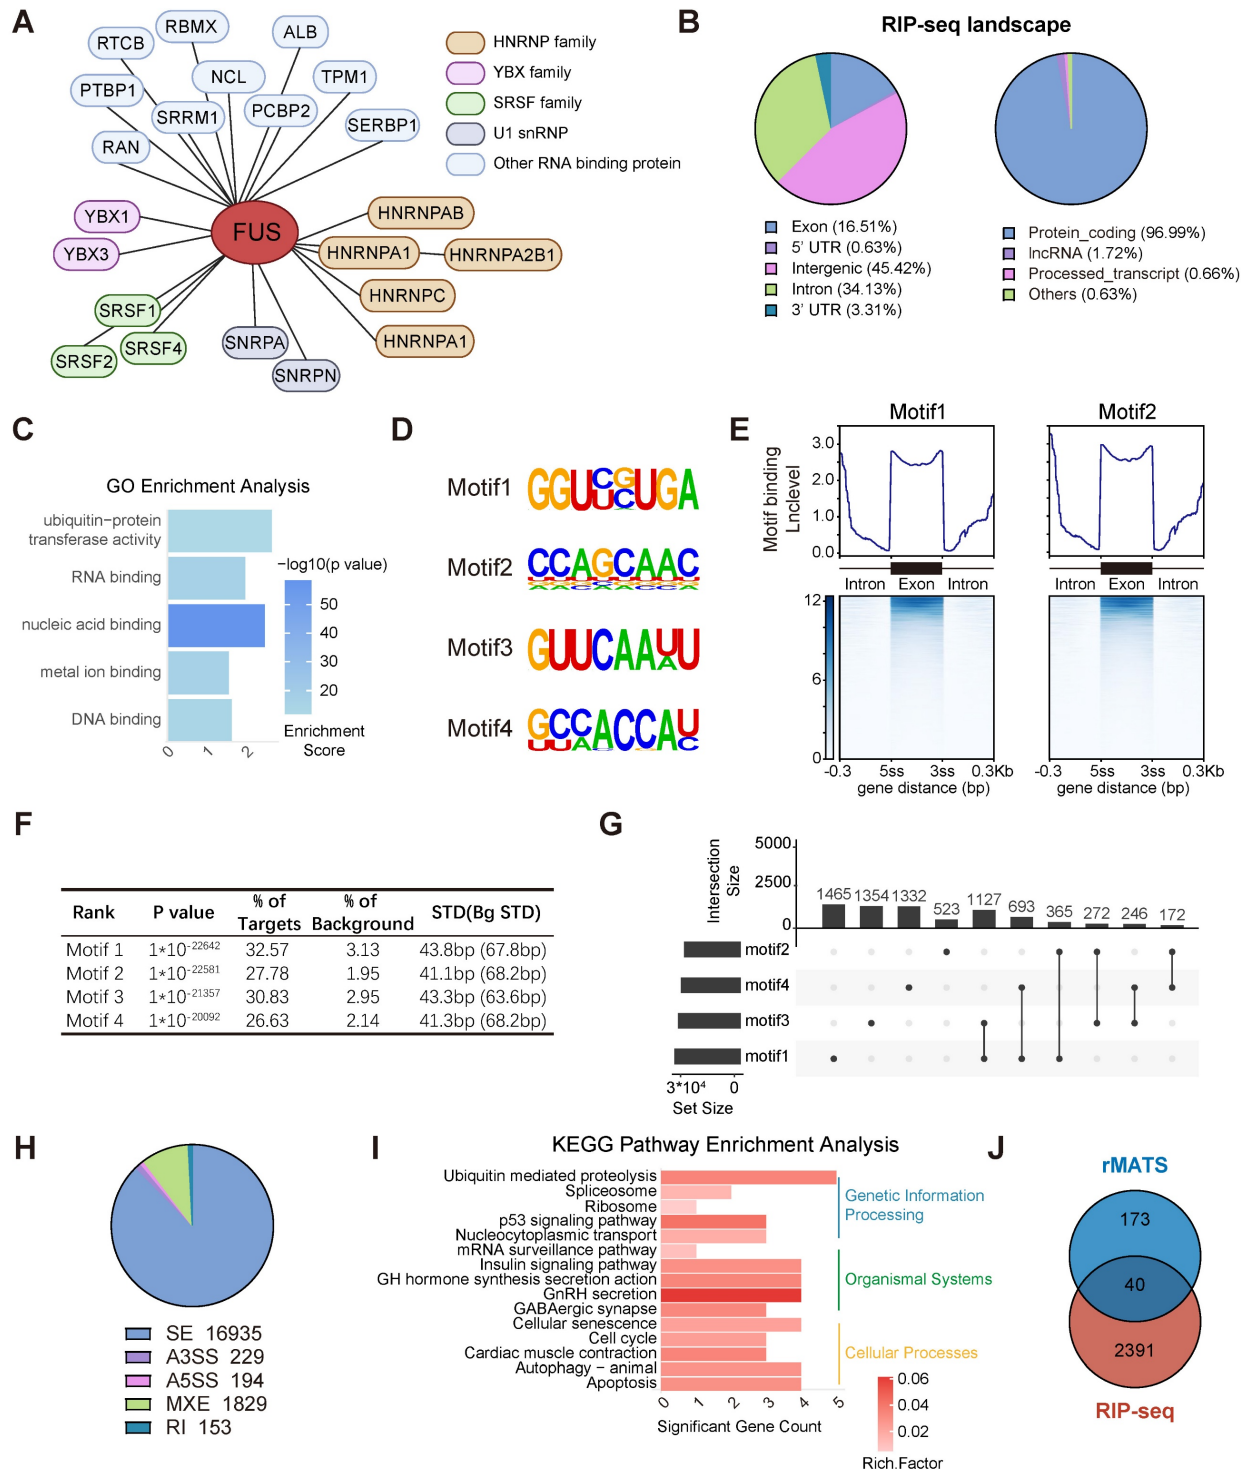 A
RBMX
RTCB
ALB
NCL
TPM1
PTBP1
SRRM1
PCBP2
SERBP1
RAN
YBX1
YBX3
FUS
HNRNPAB
HNRNPA1
HNRNPA2B1
HNRNPC
HNRNPA1
SRSF1
SRSF2
SRSF4
SNRPA
SNRPN
HNRNP family
YBX family
SRSF family
U1 snRNP
Other RNA binding protein
B
RIP-seq landscape
Exon (16.51%)
5' UTR (0.63%)
Intergenic (45.42%)
Intron (34.13%)
3' UTR (3.31%)
Protein_coding (96.99%)
lncRNA (1.72%)
Processed_transcript (0.66%)
Others (0.63%)
C
GO Enrichment Analysis
ubiquitin−protein
transferase activity
RNA binding
nucleic acid binding
metal ion binding
DNA binding
0 1 2
−log10(p value)
50
40
30
20
Enrichment
Score
D
Motif1
Motif2
Motif3
Motif4
E
Motif1
Motif2
Motif binding
Lnclevel
3.0
2.0
1.0
0.0
Intron Exon Intron
Intron Exon Intron
12
6
0
-0.3 5ss 3ss 0.3Kb
gene distance (bp)
-0.3 5ss 3ss 0.3Kb
gene distance (bp)
F
Rank P value % of Targets % of Background STD(Bg STD)
Motif 1 1*10-22642 32.57 3.13 43.8bp (67.8bp)
Motif 2 1*10-22581 27.78 1.95 41.1bp (68.2bp)
Motif 3 1*10-21357 30.83 2.95 43.3bp (63.6bp)
Motif 4 1*10-20092 26.63 2.14 41.3bp (68.2bp)
G
Intersection
Size
5000
2500
0
1465 1354 1332 523 1127 693 365 272 246 172
motif2
motif4
motif3
motif1
3*10⁴ 0
Set Size
H
SE 16935
A3SS 229
A5SS 194
MXE 1829
RI 153
I
KEGG Pathway Enrichment Analysis
Ubiquitin mediated proteolysis
Spliceosome
Ribosome
p53 signaling pathway
Nucleocytoplasmic transport
mRNA surveillance pathway
Insulin signaling pathway
GH hormone synthesis secretion action
GnRH secretion
GABAergic synapse
Cellular senescence
Cell cycle
Cardiac muscle contraction
Autophagy − animal
Apoptosis
0 1 2 3 4 5
Significant Gene Count
Genetic Information
Processing
Organismal Systems
Cellular Processes
0.06
0.04
0.02
Rich.Factor
J
rMATS
173
40
2391
RIP-seq